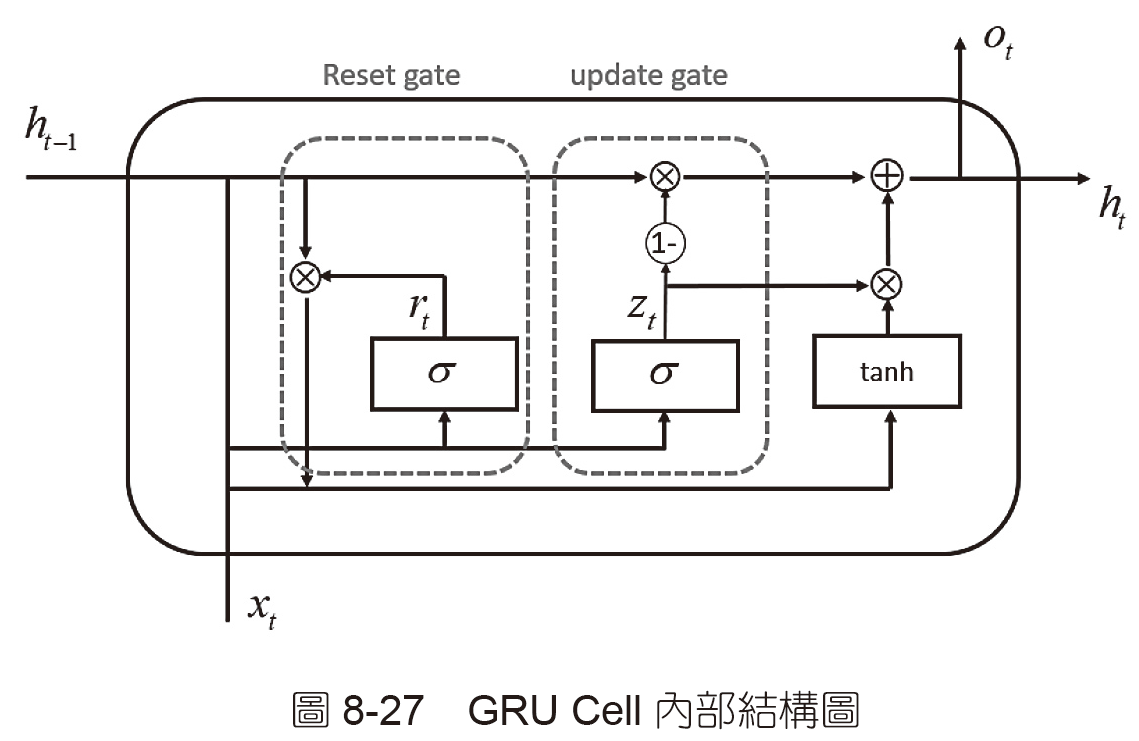 Reset gate
update gate
o_t
h_{t-1}
h_t
1-
r_t
z_t
σ
σ
tanh
x_t
圖 8-27 GRU Cell 內部結構圖